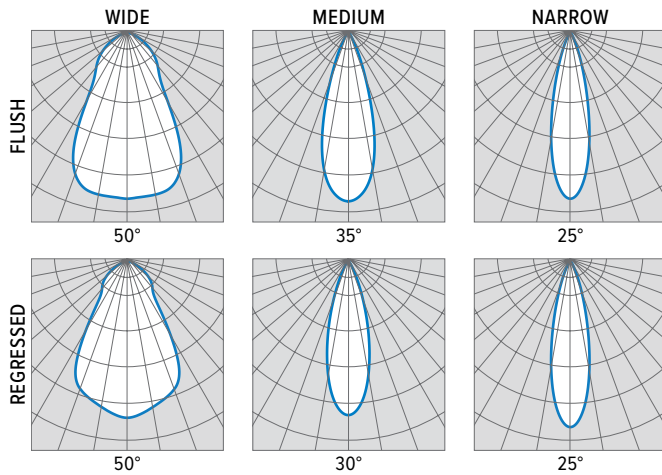 WIDE MEDIUM NARROW
FLUSH
50° 35° 25°
REGRESSED
50° 30° 25°